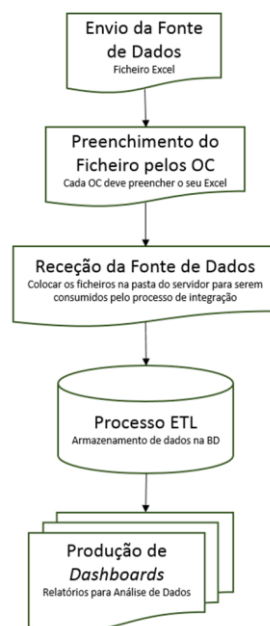 Envio da Fonte
de Dados
Ficheiro Excel
Preenchimento do
Ficheiro pelos OC
Cada OC deve preencher o seu Excel
Receção da Fonte de Dados
Colocar os ficheiros na pasta do servidor para serem
consumidos pelo processo de integração
Processo ETL
Armazenamento de dados na BD
Produção de
Dashboards
Relatórios para Análise de Dados